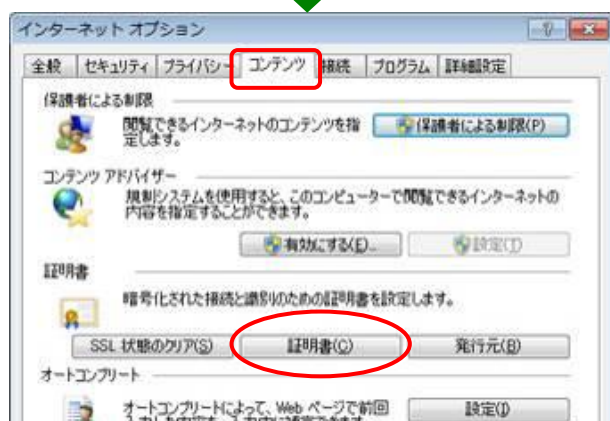 インターネット オプション
全般 セキュリティ プライバシー コンテンツ 接続 プログラム 詳細設定
保護者による制限
閲覧できるインターネットのコンテンツを指
定します。
保護者による制限(P)
コンテンツ アドバイザー
規制システムを使用すると、このコンピューターで閲覧できるインターネットの
内容を指定することができます。
有効にする(E)... 設定(T)
証明書
暗号化された接続と識別のための証明書を設定します。
SSL 状態のクリア(S) 証明書(C) 発行元(B)
オートコンプリート
オートコンプリートによって、Web ページで前回
設定(I)